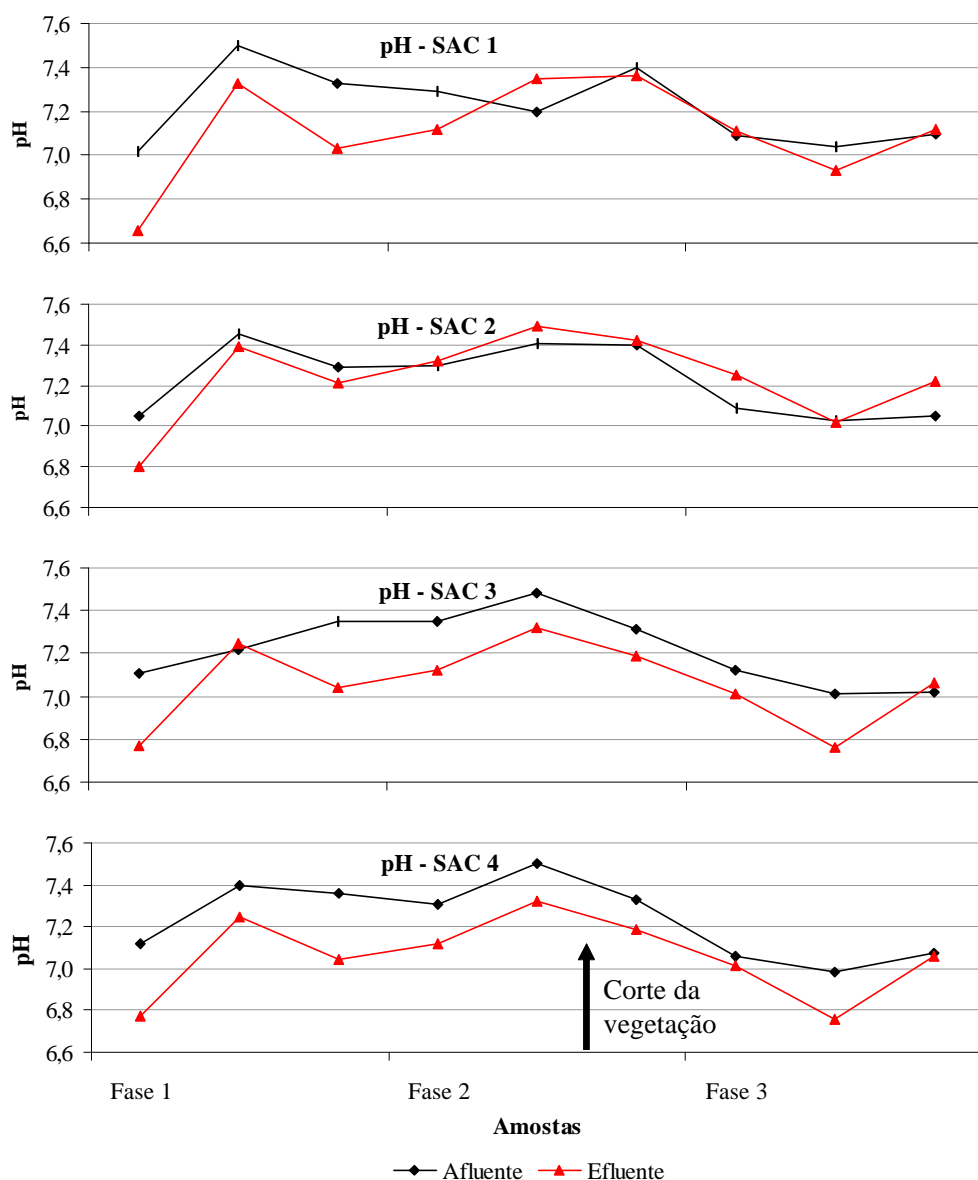 pH - SAC 1
7,6
7,4
7,2
7,0
6,8
6,6
pH
pH - SAC 2
7,6
7,4
7,2
7,0
6,8
6,6
pH
pH - SAC 3
7,6
7,4
7,2
7,0
6,8
6,6
pH
pH - SAC 4
7,6
7,4
7,2
7,0
6,8
6,6
pH
Corte da
vegetação
Fase 1 Fase 2 Fase 3
Amostas
Afluente Efluente